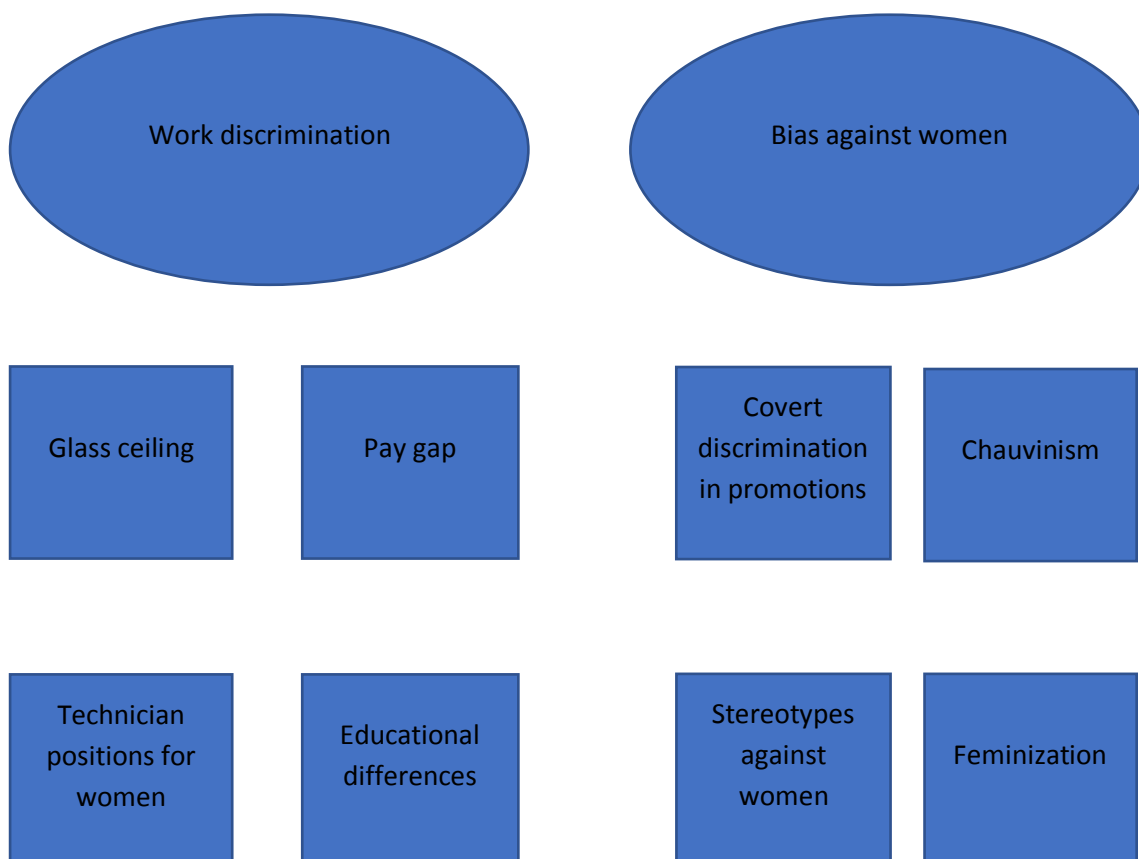 Work discrimination
Bias against women
Glass ceiling
Pay gap
Covert
discrimination
in promotions
Chauvinism
Technician
positions for
women
Educational
differences
Stereotypes
against
women
Feminization